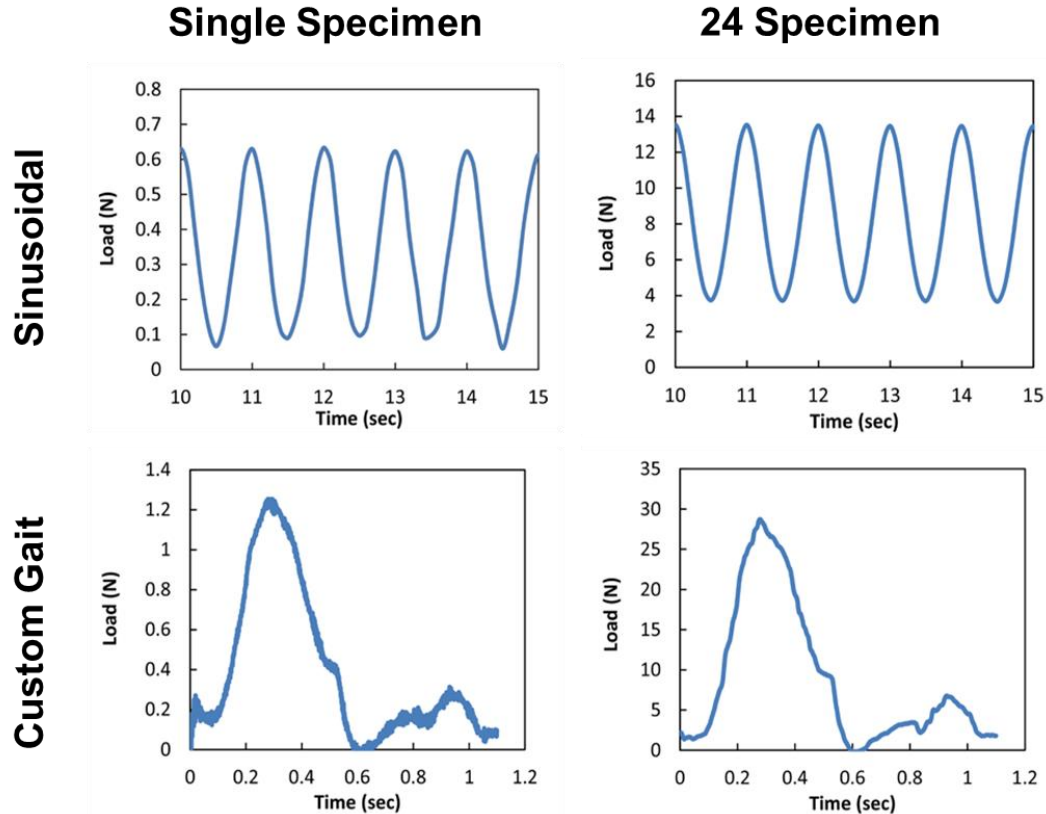 Single Specimen
24 Specimen
Sinusoidal
0.8
0.7
0.6
0.5
0.4
0.3
0.2
0.1
0
Load (N)
10 11 12 13 14 15
Time (sec)
16
14
12
10
8
6
4
2
0
Load (N)
10 11 12 13 14 15
Time (sec)
Custom Gait
1.4
1.2
1
0.8
0.6
0.4
0.2
0
Load (N)
0 0.2 0.4 0.6 0.8 1 1.2
Time (sec)
35
30
25
20
15
10
5
0
Load (N)
0 0.2 0.4 0.6 0.8 1 1.2
Time (sec)